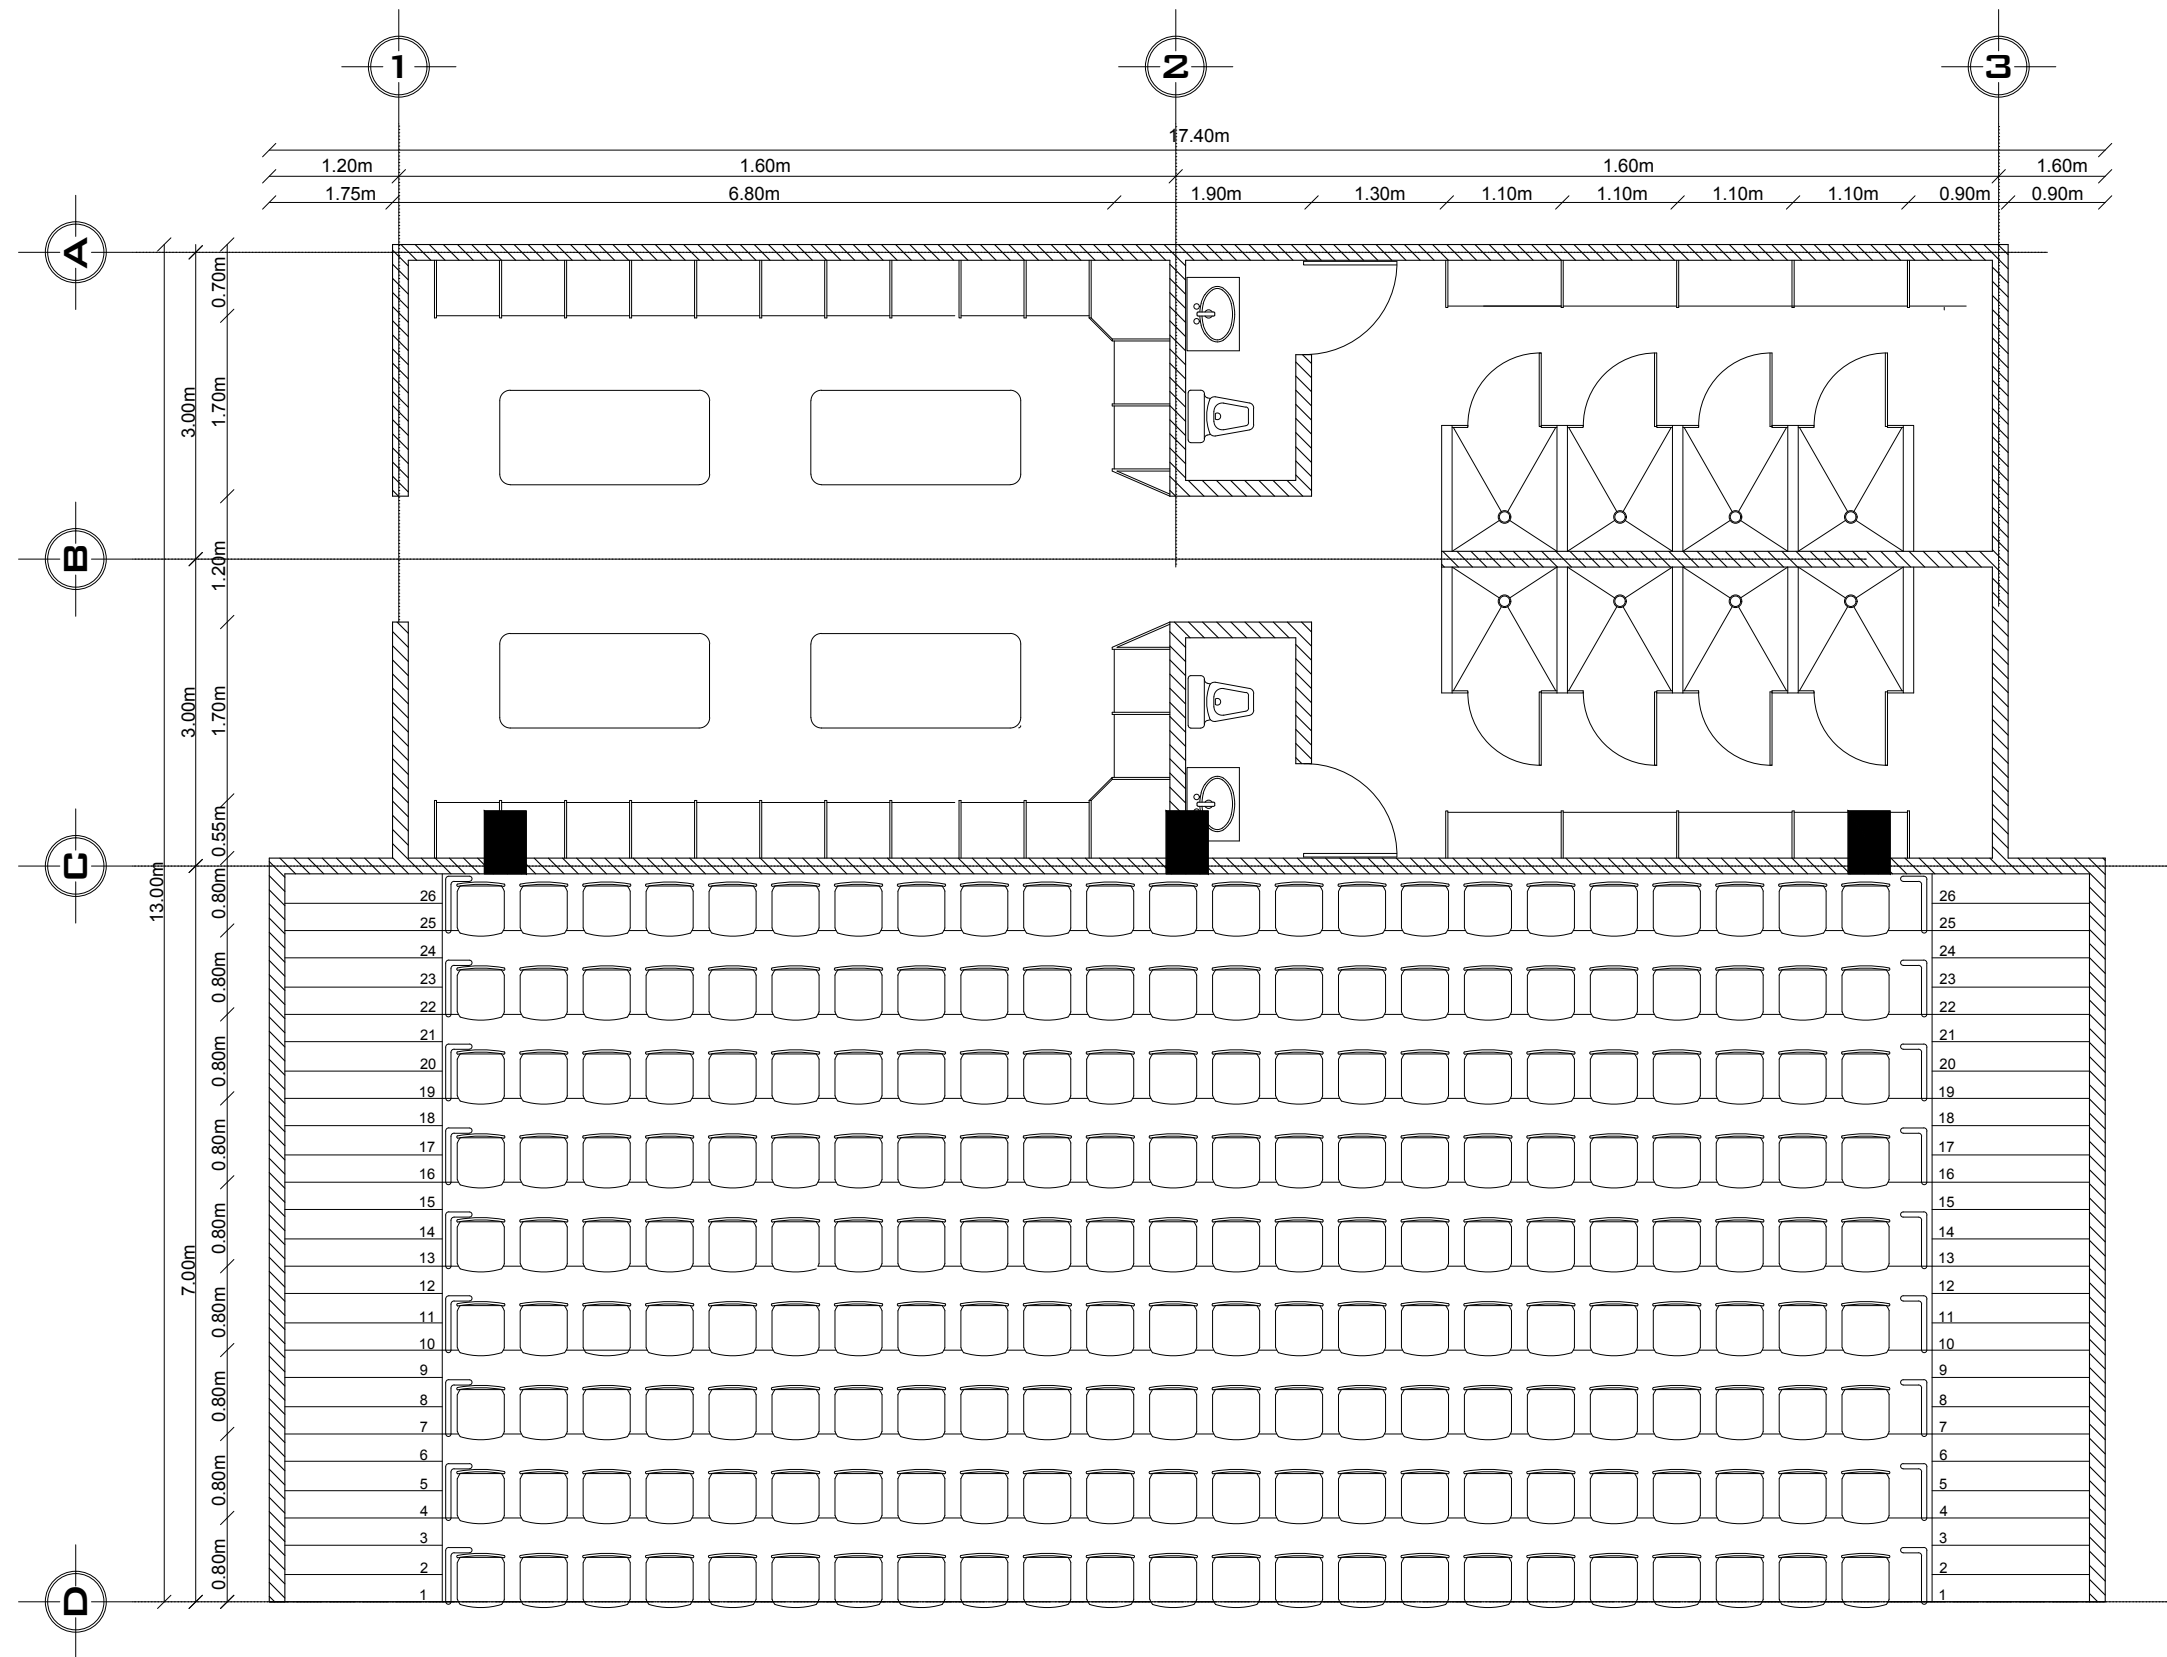 1 2 3
17.40m
1.20m 1.60m 1.60m 1.60m
1.75m 6.80m 1.90m 1.30m 1.10m 1.10m 1.10m 1.10m 0.90m 0.90m
A
0.70m
3.00m
1.70m
B
1.20m
3.00m
1.70m
0.55m
C
13.00m
7.00m
0.80m
0.80m
0.80m
0.80m
0.80m
0.80m
0.80m
0.80m
0.80m
D
26 26
25 25
24 24
23 23
22 22
21 21
20 20
19 19
18 18
17 17
16 16
15 15
14 14
13 13
12 12
11 11
10 10
9 9
8 8
7 7
6 6
5 5
4 4
3 3
2 2
1 1